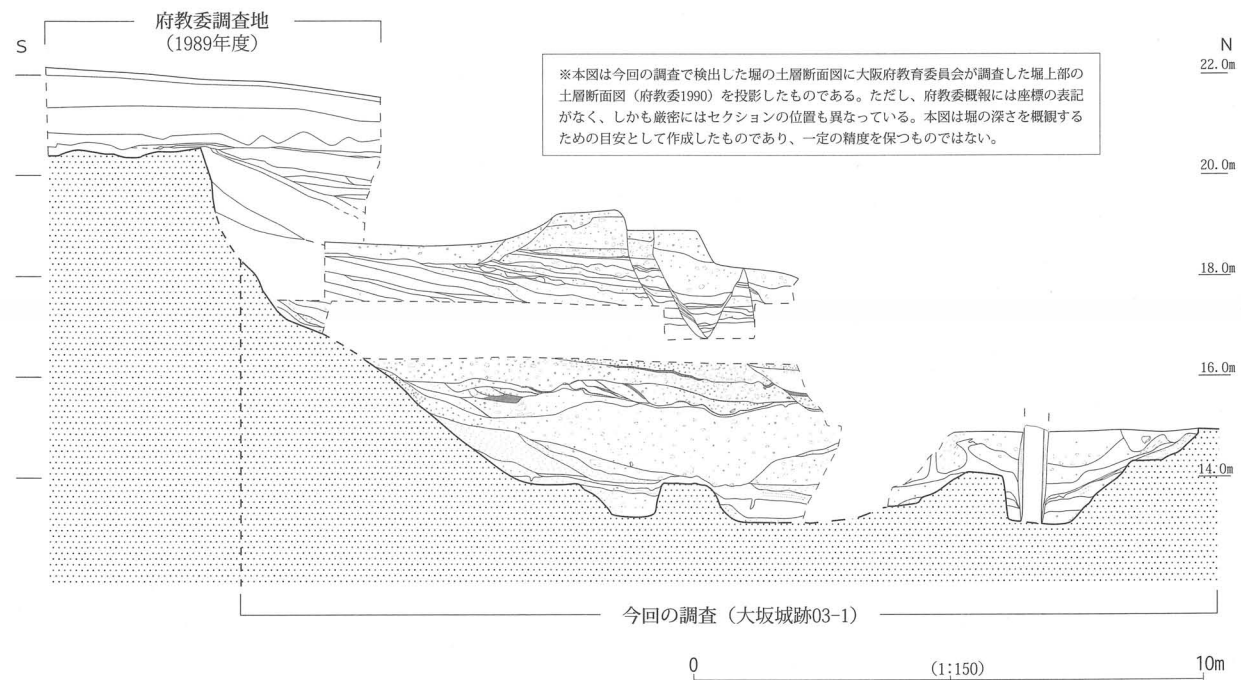 府教委調査地
（1989年度）
S
N
※本図は今回の調査で検出した堀の土層断面図に大阪府教育委員会が調査した堀上部の
土層断面図（府教委1990）を投影したものである。ただし、府教委概報には座標の表記
がなく、しかも厳密にはセクションの位置も異なっている。本図は堀の深さを概観する
ための目安として作成したものであり、一定の精度を保つものではない。
22.0m
20.0m
18.0m
16.0m
14.0m
今回の調査（大坂城跡03-1）
0
(1:150)
10m